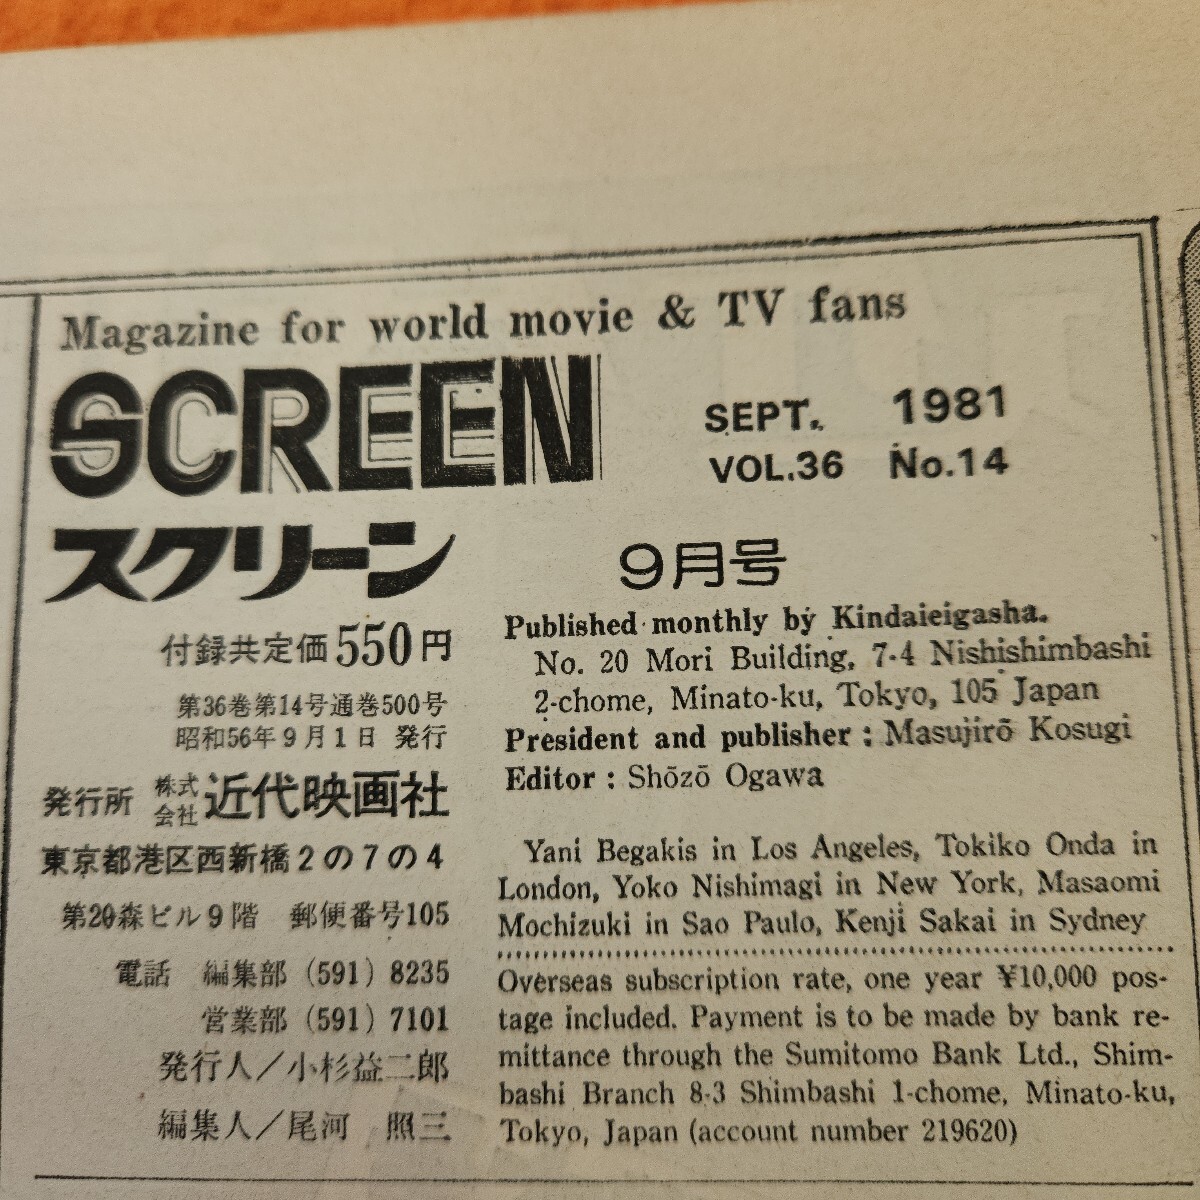 Magazine for world movie & TV fans
SCREEN
スクリーン
SEPT. 1981
VOL.36 No.14
9月号
付録共定価550円
第36巻第14号通巻500号
昭和56年9月1日 発行
発行所 株式会社 近代映画社
東京都港区西新橋2の7の4
第20森ビル9階 郵便番号105
電話 編集部 (591) 8235
営業部 (591) 7101
発行人／小杉益二郎
編集人／尾河 照三
Published monthly by Kindaieigasha.
No. 20 Mori Building, 7-4 Nishishimbashi
2-chome, Minato-ku, Tokyo, 105 Japan
President and publisher : Masujirō Kosugi
Editor : Shōzō Ogawa
Yani Begakis in Los Angeles, Tokiko Onda in
London, Yoko Nishimagi in New York, Masaomi
Mochizuki in Sao Paulo, Kenji Sakai in Sydney
Overseas subscription rate, one year ¥10,000 pos-
tage included. Payment is to be made by bank re-
mittance through the Sumitomo Bank Ltd., Shim-
bashi Branch 8-3 Shimbashi 1-chome, Minato-ku,
Tokyo, Japan (account number 219620)